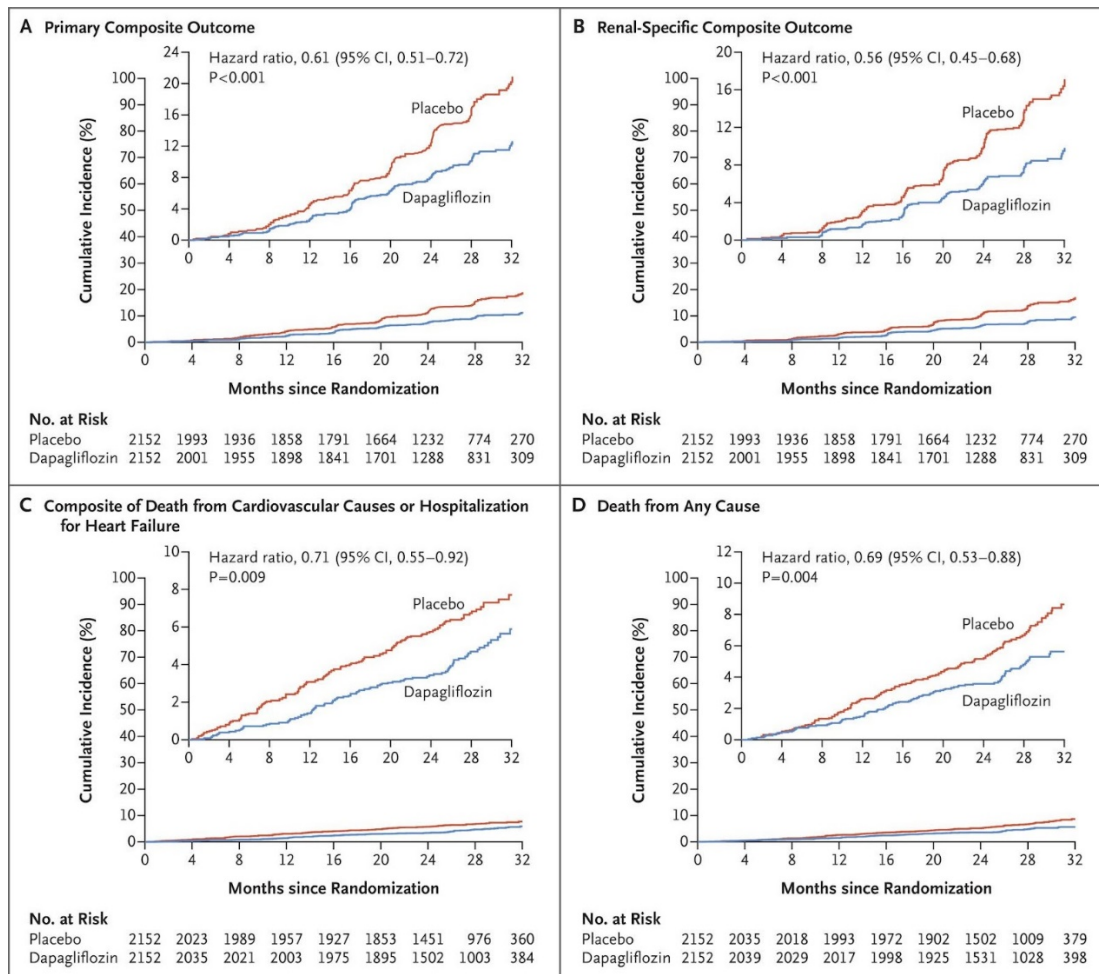 A Primary Composite Outcome
Hazard ratio, 0.61 (95% CI, 0.51–0.72)
P<0.001
Placebo
Dapagliflozin
24
20
16
12
8
4
0
0 4 8 12 16 20 24 28 32
Cumulative Incidence (%)
100
90
80
70
60
50
40
30
20
10
0
0 4 8 12 16 20 24 28 32
Months since Randomization
No. at Risk
Placebo 2152 1993 1936 1858 1791 1664 1232 774 270
Dapagliflozin 2152 2001 1955 1898 1841 1701 1288 831 309
B Renal-Specific Composite Outcome
Hazard ratio, 0.56 (95% CI, 0.45–0.68)
P<0.001
Placebo
Dapagliflozin
20
16
12
8
4
0
0 4 8 12 16 20 24 28 32
Cumulative Incidence (%)
100
90
80
70
60
50
40
30
20
10
0
0 4 8 12 16 20 24 28 32
Months since Randomization
No. at Risk
Placebo 2152 1993 1936 1858 1791 1664 1232 774 270
Dapagliflozin 2152 2001 1955 1898 1841 1701 1288 831 309
C Composite of Death from Cardiovascular Causes or Hospitalization
for Heart Failure
Hazard ratio, 0.71 (95% CI, 0.55–0.92)
P=0.009
Placebo
Dapagliflozin
10
8
6
4
2
0
0 4 8 12 16 20 24 28 32
Cumulative Incidence (%)
100
90
80
70
60
50
40
30
20
10
0
0 4 8 12 16 20 24 28 32
Months since Randomization
No. at Risk
Placebo 2152 2023 1989 1957 1927 1853 1451 976 360
Dapagliflozin 2152 2035 2021 2003 1975 1895 1502 1003 384
D Death from Any Cause
Hazard ratio, 0.69 (95% CI, 0.53–0.88)
P=0.004
Placebo
Dapagliflozin
12
10
8
6
4
2
0
0 4 8 12 16 20 24 28 32
Cumulative Incidence (%)
100
90
80
70
60
50
40
30
20
10
0
0 4 8 12 16 20 24 28 32
Months since Randomization
No. at Risk
Placebo 2152 2035 2018 1993 1972 1902 1502 1009 379
Dapagliflozin 2152 2039 2029 2017 1998 1925 1531 1028 398